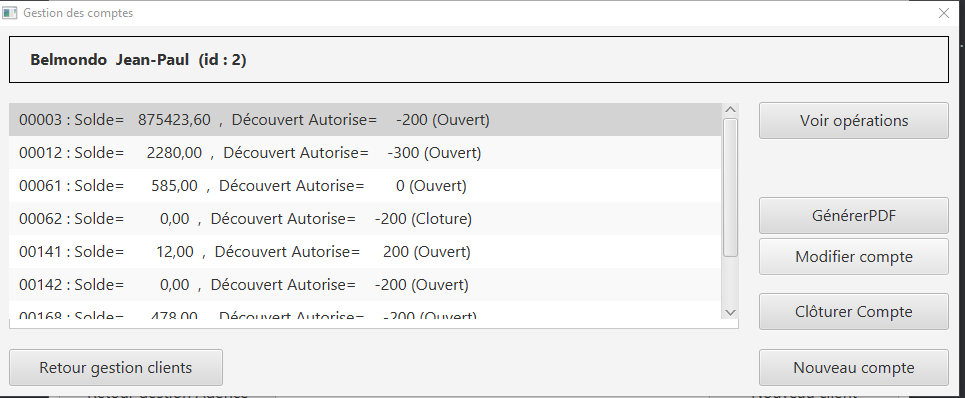 Gestion des comptes
Belmondo Jean-Paul (id : 2)
00003 : Solde= 875423,60 , Découvert Autorise= -200 (Ouvert)
00012 : Solde= 2280,00 , Découvert Autorise= -300 (Ouvert)
00061 : Solde= 585,00 , Découvert Autorise= 0 (Ouvert)
00062 : Solde= 0,00 , Découvert Autorise= -200 (Cloture)
00141 : Solde= 12,00 , Découvert Autorise= 200 (Ouvert)
00142 : Solde= 0,00 , Découvert Autorise= -200 (Ouvert)
00168 : Solde= 478,00 , Découvert Autorise= -200 (Ouvert)
Voir opérations
GénérerPDF
Modifier compte
Clôturer Compte
Retour gestion clients
Nouveau compte
Retour gestion Agence
Nouveau client